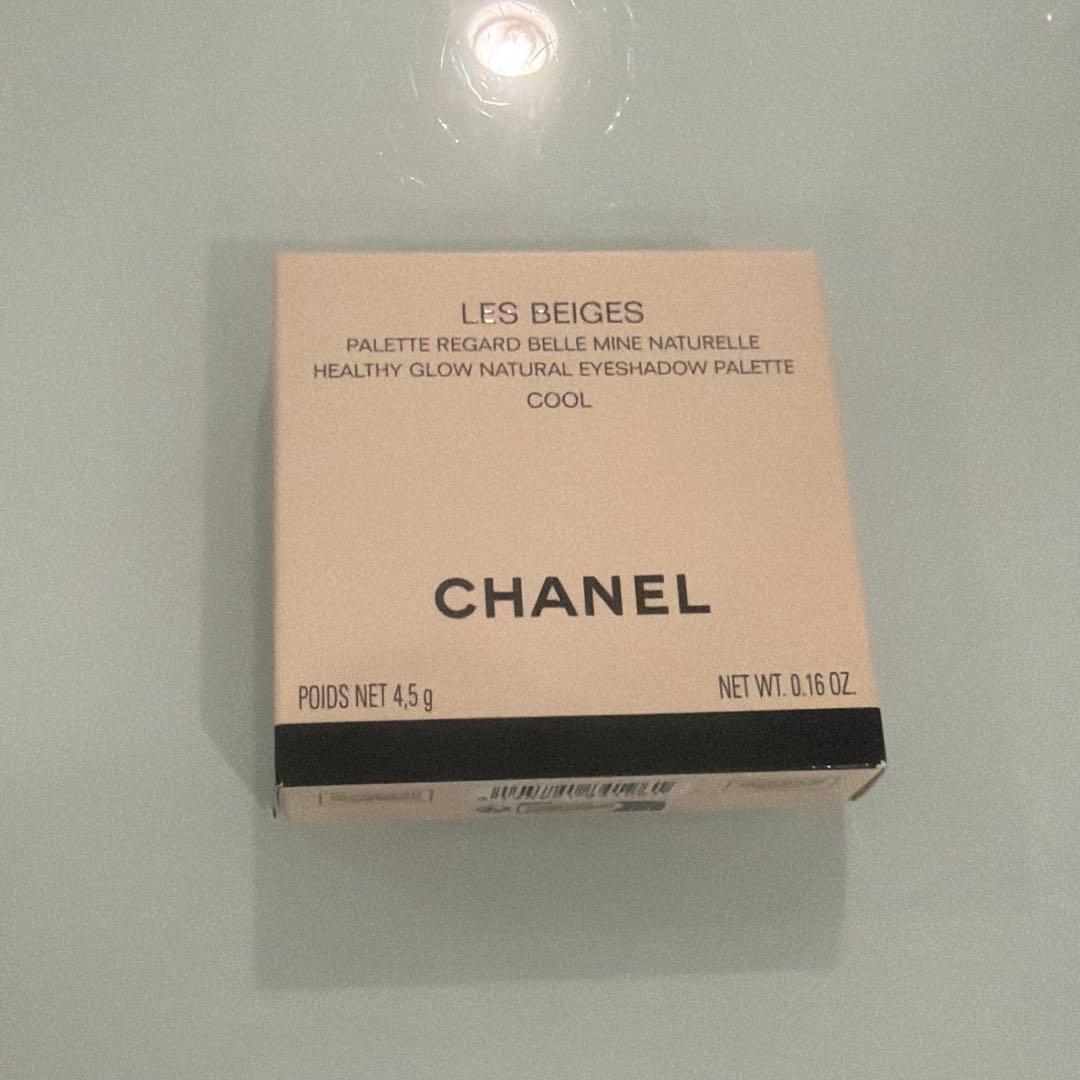 LES BEIGES
PALETTE REGARD BELLE MINE NATURELLE
HEALTHY GLOW NATURAL EYESHADOW PALETTE
COOL
CHANEL
POIDS NET 4,5 g
NET WT. 0.16 OZ.